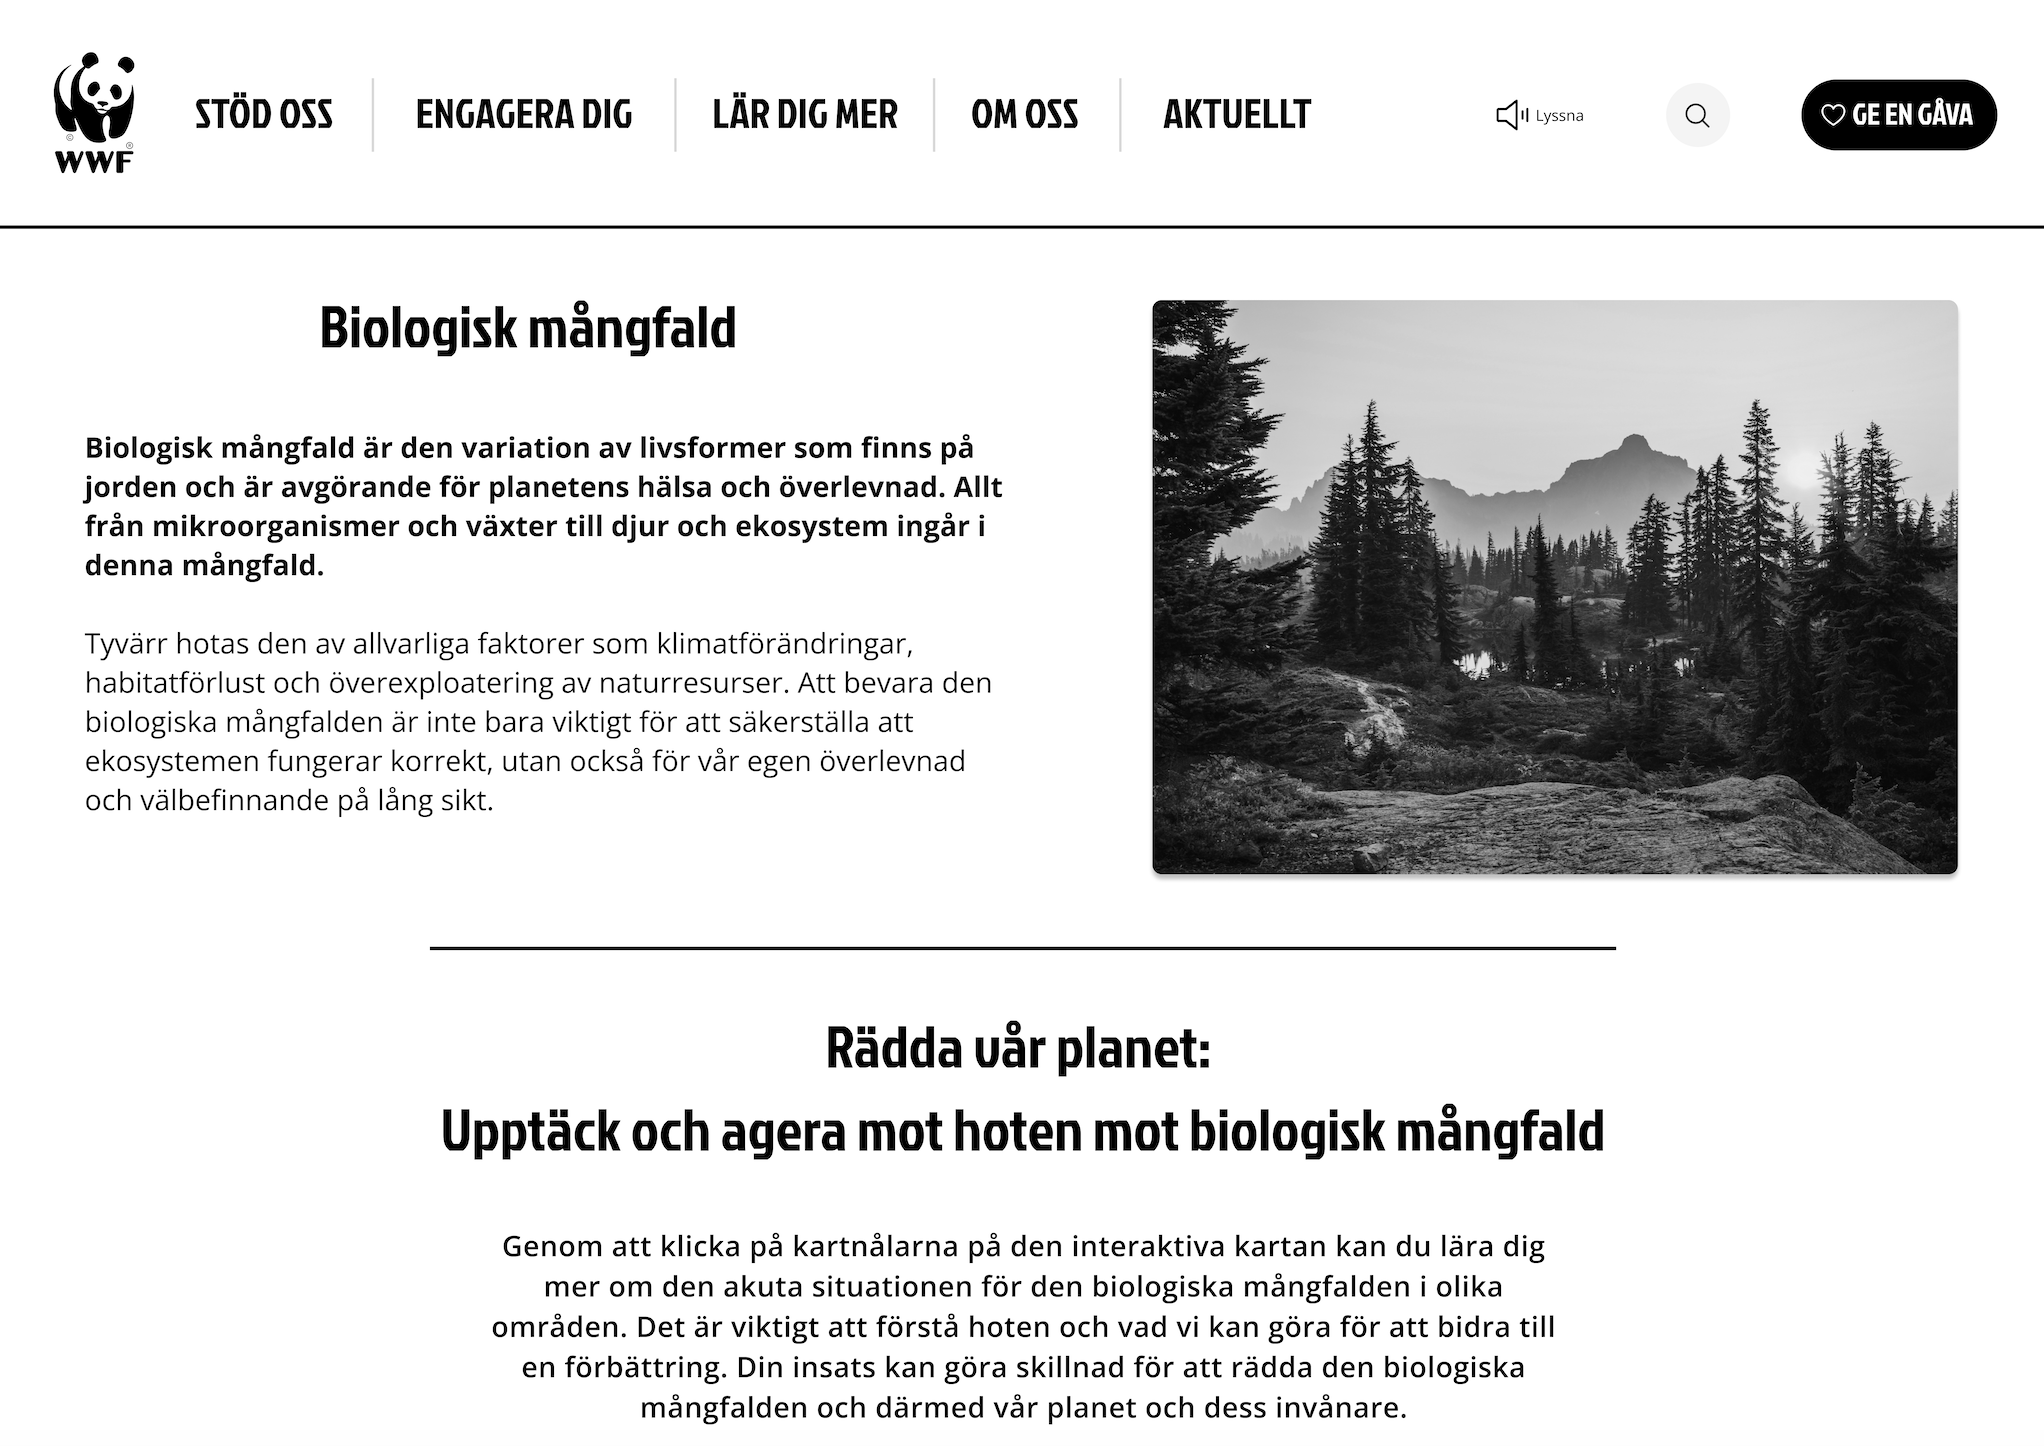 WWF
STÖD OSS
ENGAGERA DIG
LÄR DIG MER
OM OSS
AKTUELLT
Lyssna
GE EN GÅVA
Biologisk mångfald
Biologisk mångfald är den variation av livsformer som finns på
jorden och är avgörande för planetens hälsa och överlevnad. Allt
från mikroorganismer och växter till djur och ekosystem ingår i
denna mångfald.
Tyvärr hotas den av allvarliga faktorer som klimatförändringar,
habitatförlust och överexploatering av naturresurser. Att bevara den
biologiska mångfalden är inte bara viktigt för att säkerställa att
ekosystemen fungerar korrekt, utan också för vår egen överlevnad
och välbefinnande på lång sikt.
Rädda vår planet:
Upptäck och agera mot hoten mot biologisk mångfald
Genom att klicka på kartnålarna på den interaktiva kartan kan du lära dig
mer om den akuta situationen för den biologiska mångfalden i olika
områden. Det är viktigt att förstå hoten och vad vi kan göra för att bidra till
en förbättring. Din insats kan göra skillnad för att rädda den biologiska
mångfalden och därmed vår planet och dess invånare.